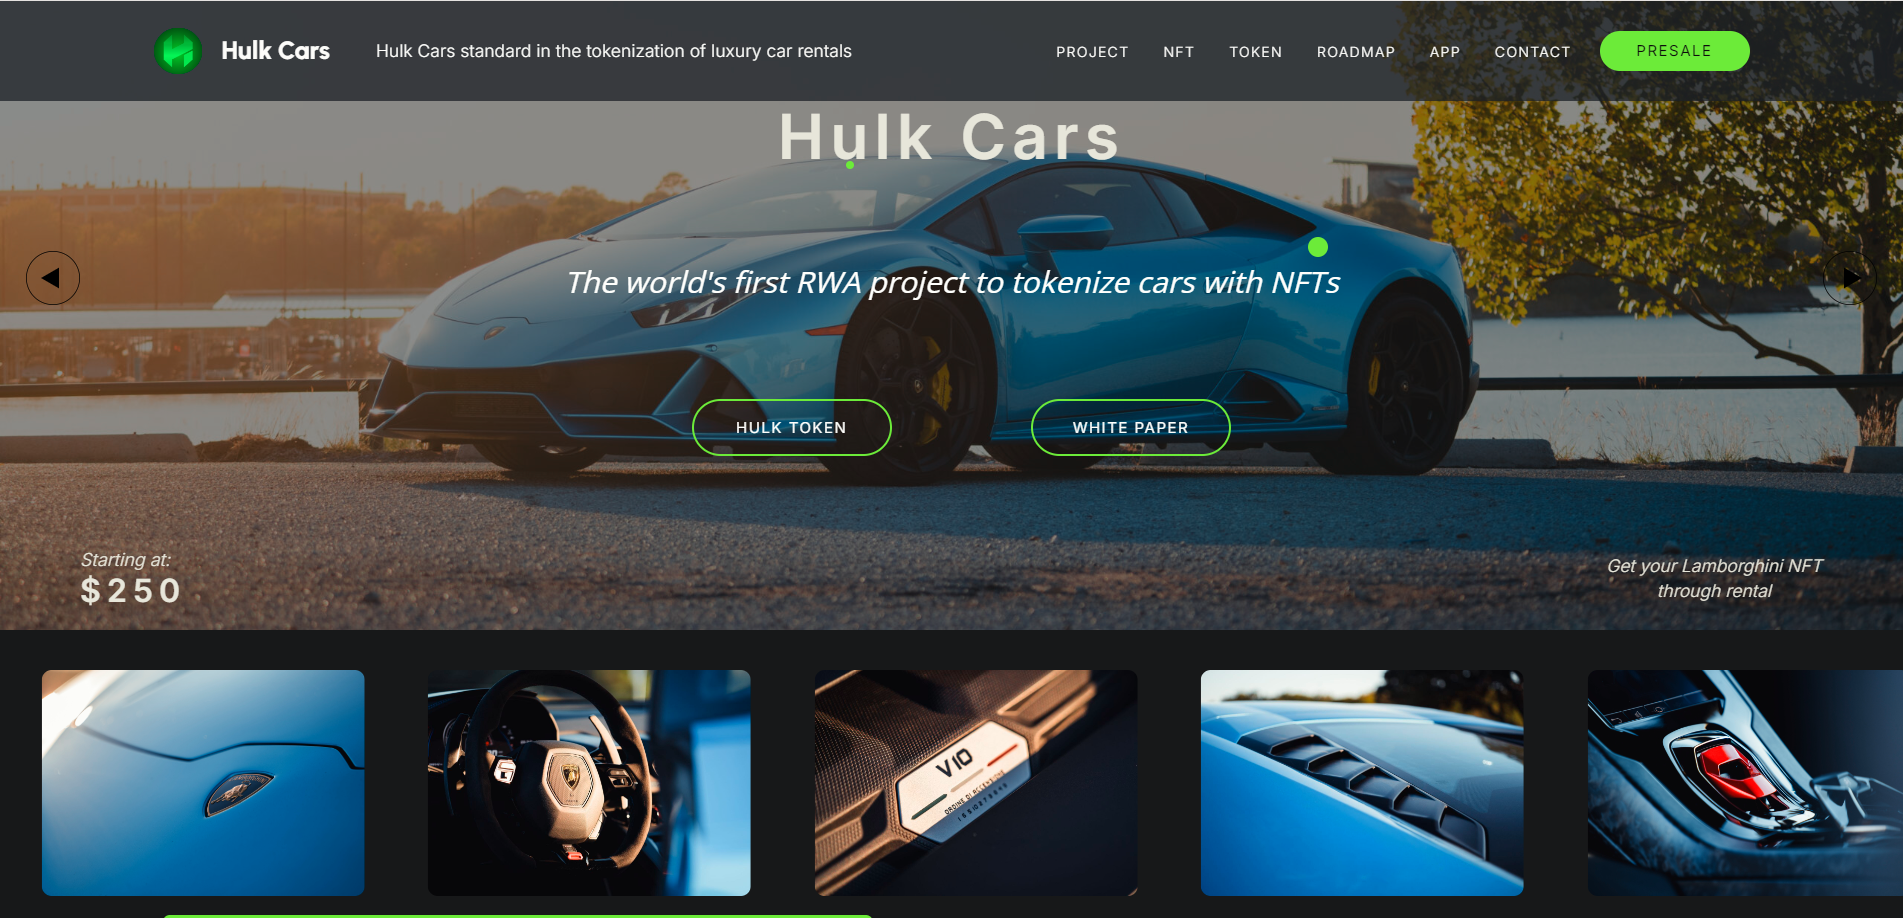 Hulk Cars
Hulk Cars standard in the tokenization of luxury car rentals
PROJECT
NFT
TOKEN
ROADMAP
APP
CONTACT
PRESALE
Hulk Cars
The world's first RWA project to tokenize cars with NFTs
HULK TOKEN
WHITE PAPER
Starting at:
$250
Get your Lamborghini NFT
through rental
V10